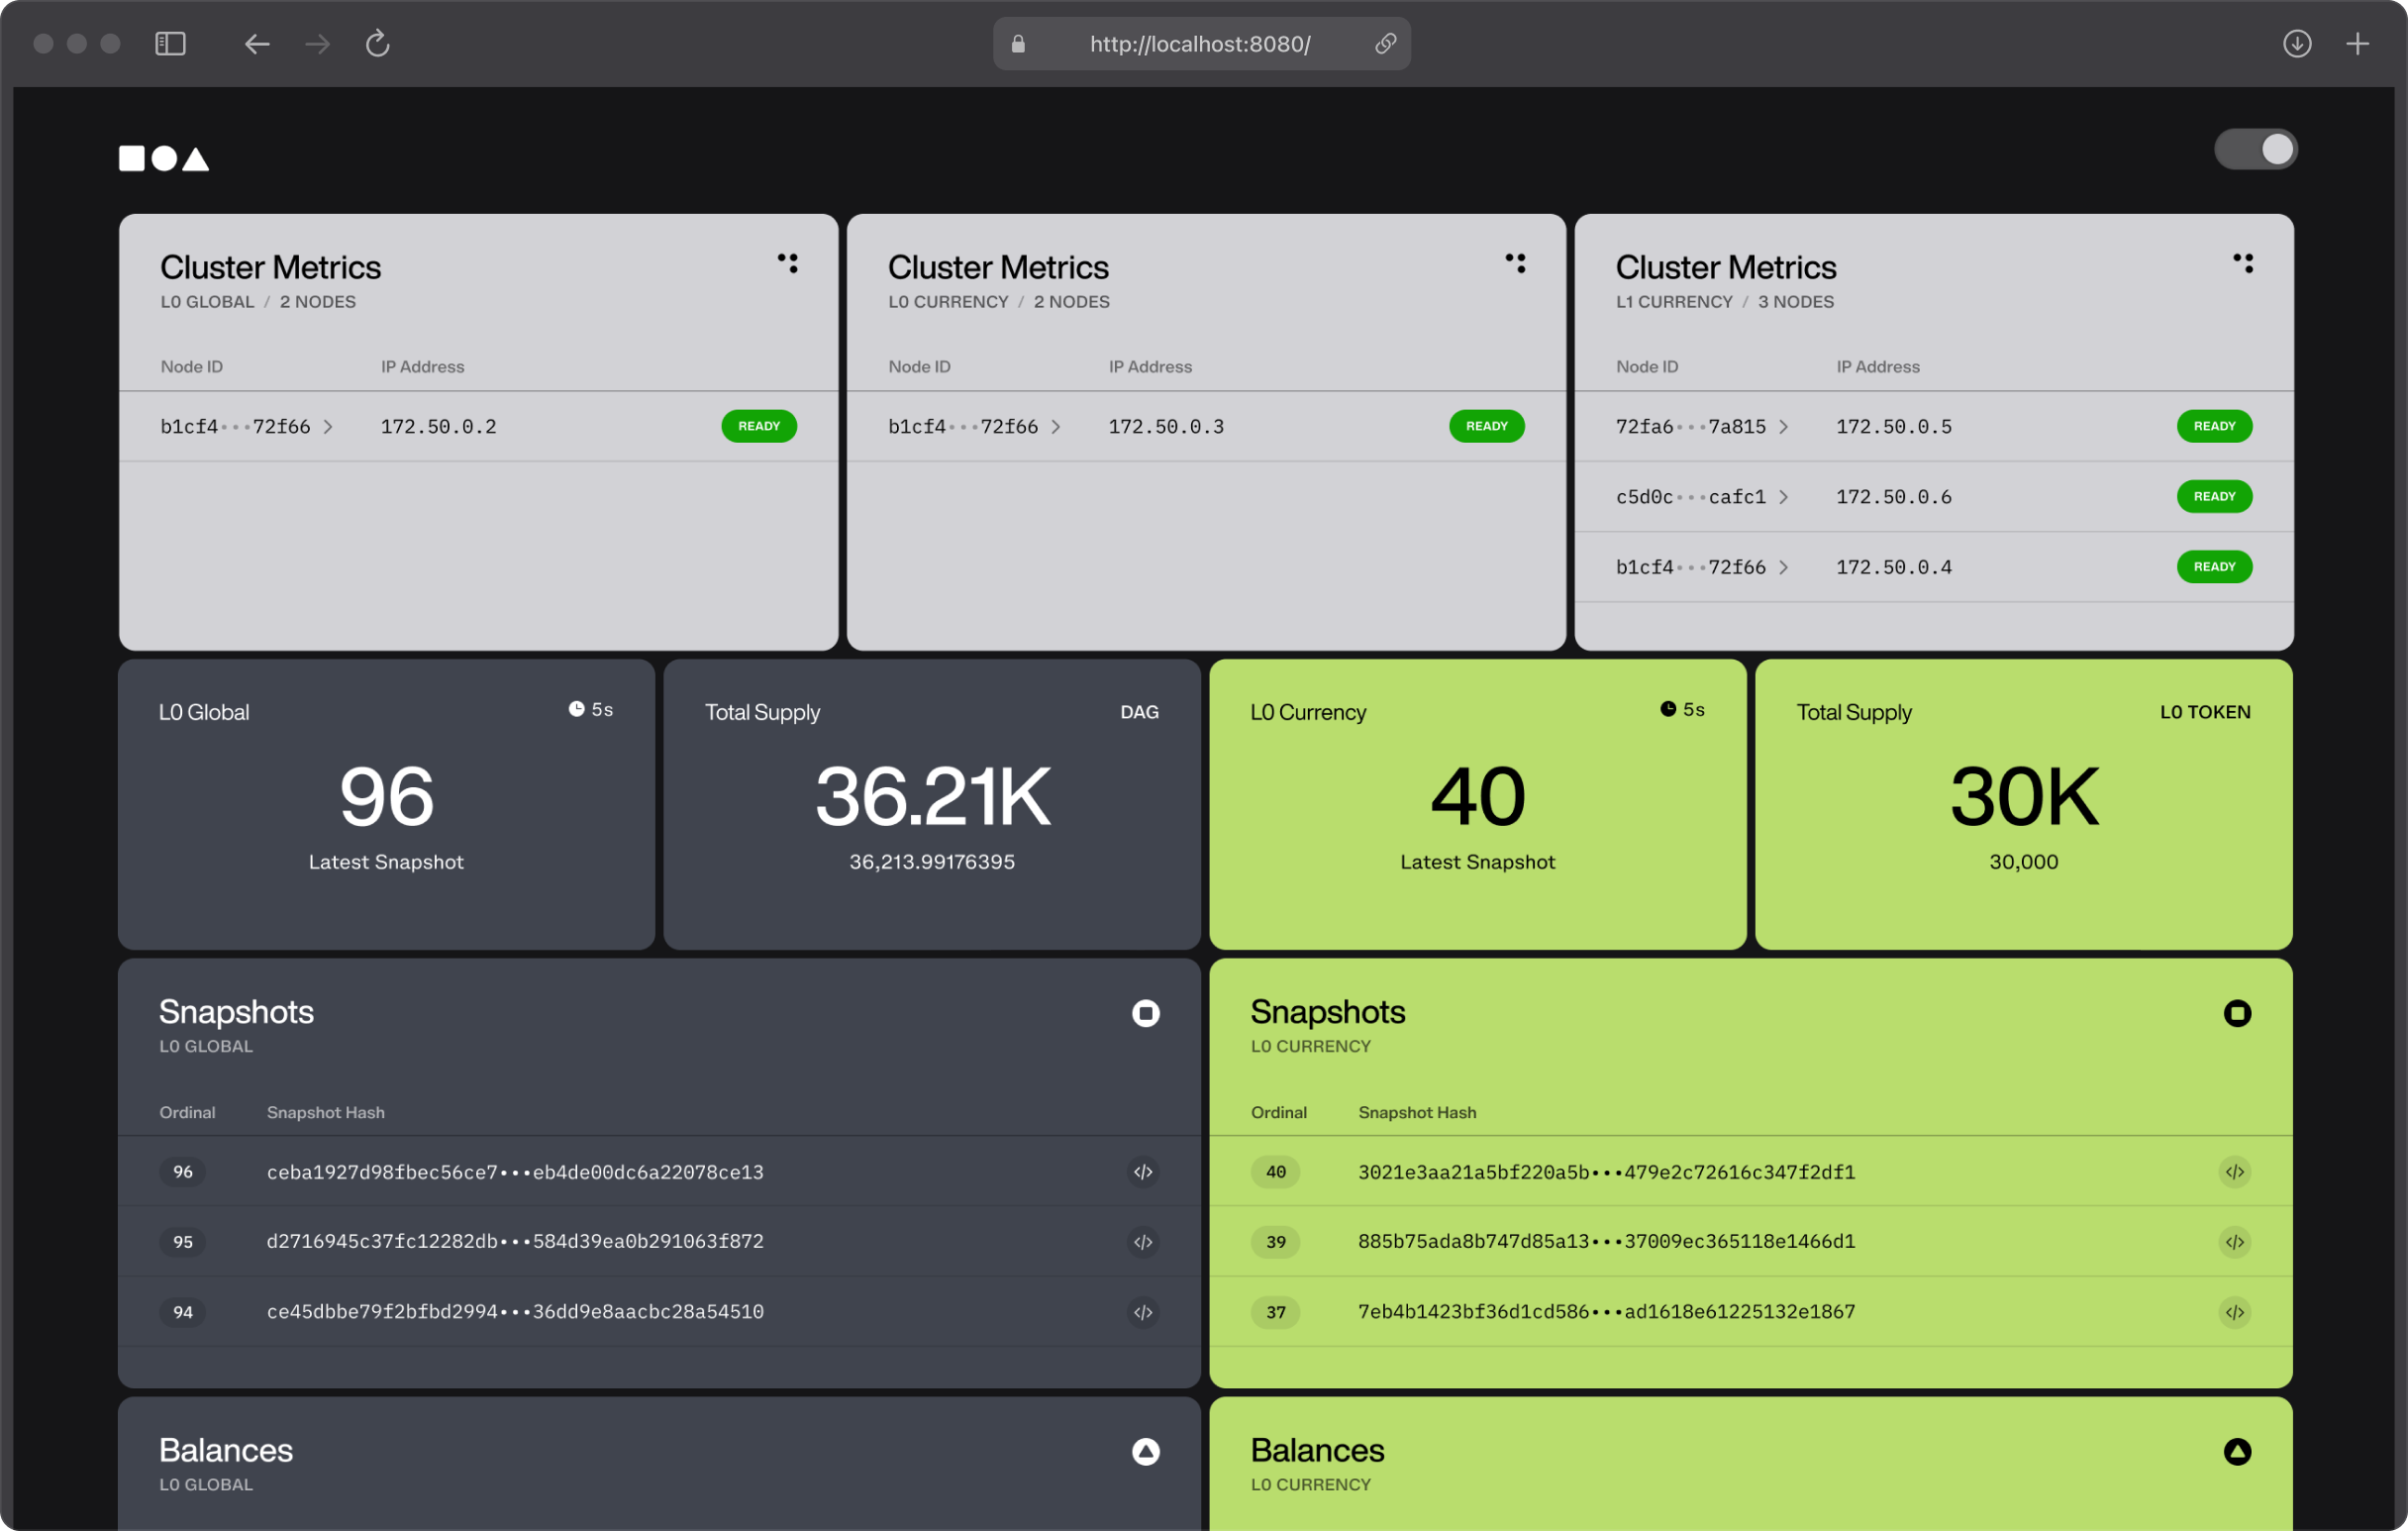 http://localhost:8080/
Cluster Metrics
L0 GLOBAL / 2 NODES
Node ID IP Address
b1cf4•••72f66 172.50.0.2 READY
Cluster Metrics
L0 CURRENCY / 2 NODES
Node ID IP Address
b1cf4•••72f66 172.50.0.3 READY
Cluster Metrics
L1 CURRENCY / 3 NODES
Node ID IP Address
72fa6•••7a815 172.50.0.5 READY
c5d0c•••cafc1 172.50.0.6 READY
b1cf4•••72f66 172.50.0.4 READY
L0 Global 5s
96
Latest Snapshot
Total Supply DAG
36.21K
36,213.99176395
L0 Currency 5s
40
Latest Snapshot
Total Supply L0 TOKEN
30K
30,000
Snapshots
L0 GLOBAL
Ordinal Snapshot Hash
96 ceba1927d98fbec56ce7•••eb4de00dc6a22078ce13
95 d2716945c37fc12282db•••584d39ea0b291063f872
94 ce45dbbe79f2bfbd2994•••36dd9e8aacbc28a54510
Snapshots
L0 CURRENCY
Ordinal Snapshot Hash
40 3021e3aa21a5bf220a5b•••479e2c72616c347f2df1
39 885b75ada8b747d85a13•••37009ec365118e1466d1
37 7eb4b1423bf36d1cd586•••ad1618e61225132e1867
Balances
L0 GLOBAL
Balances
L0 CURRENCY